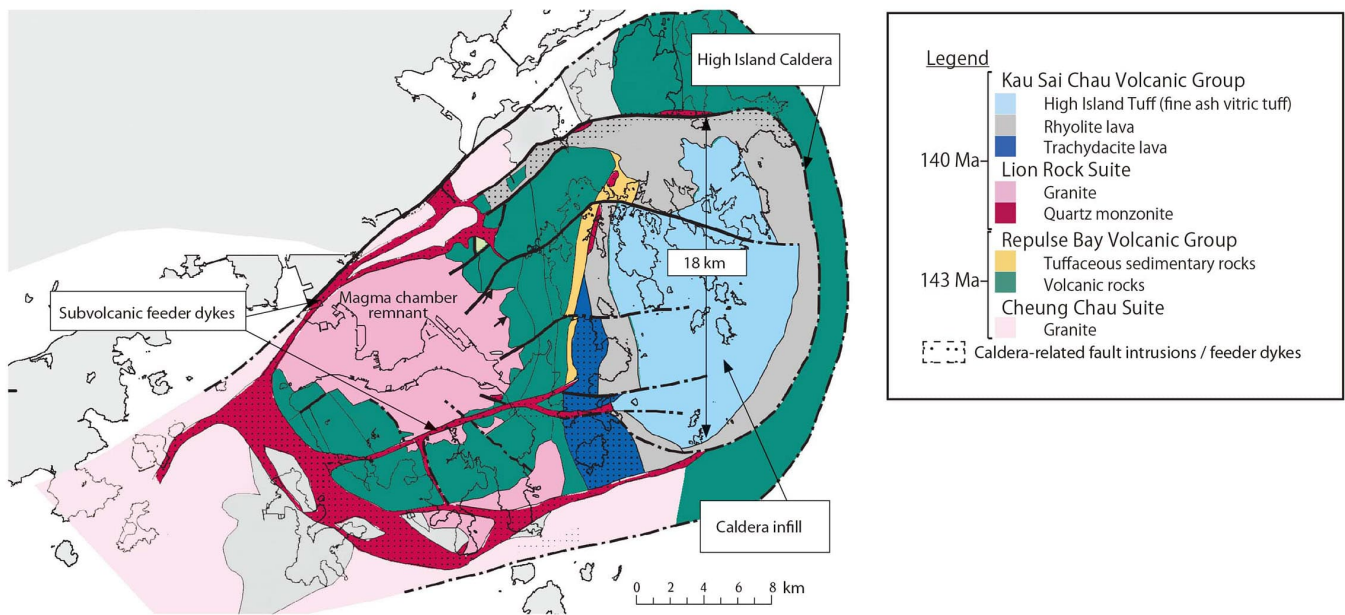 High Island Caldera
18 km
Magma chamber
remnant
Subvolcanic feeder dykes
Caldera infill
0 2 4 6 8 km
Legend
Kau Sai Chau Volcanic Group
High Island Tuff (fine ash vitric tuff)
Rhyolite lava
Trachydacite lava
140 Ma
Lion Rock Suite
Granite
Quartz monzonite
Repulse Bay Volcanic Group
Tuffaceous sedimentary rocks
143 Ma
Volcanic rocks
Cheung Chau Suite
Granite
Caldera-related fault intrusions / feeder dykes